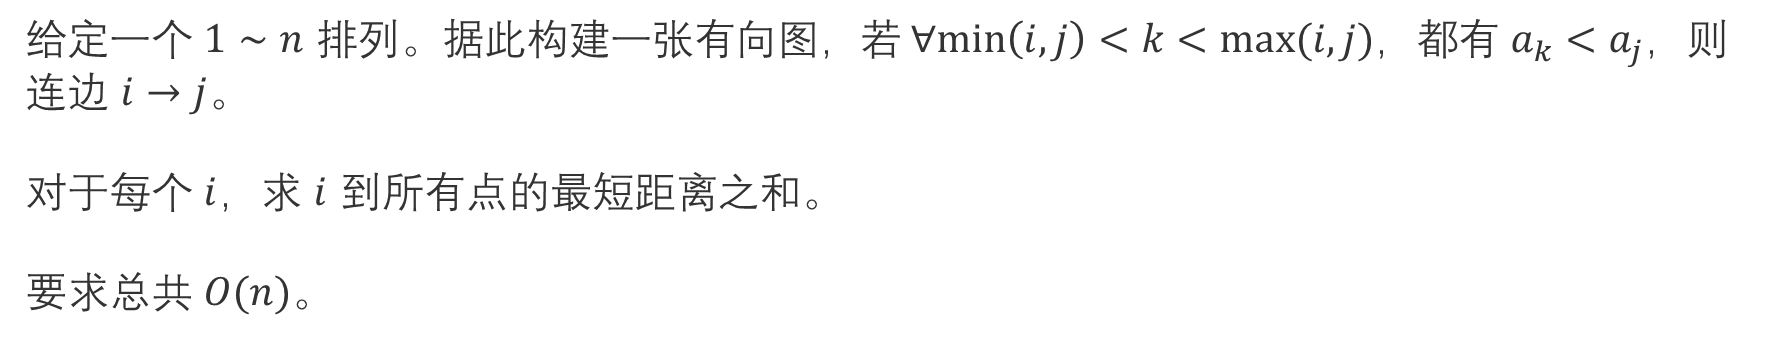 给定一个 1 ~ n 排列。据此构建一张有向图，若 ∀min(i, j) < k < max(i, j)，都有 aₖ < aⱼ，则
连边 i → j。
对于每个 i，求 i 到所有点的最短距离之和。
要求总共 O(n)。